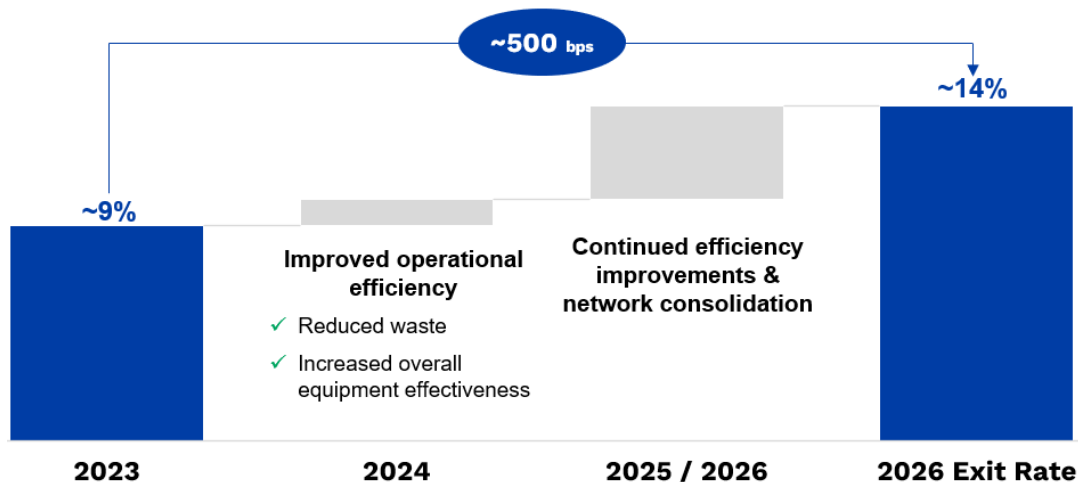 ~500 bps
~14%
~9%
Improved operational
efficiency
✓ Reduced waste
✓ Increased overall
equipment effectiveness
Continued efficiency
improvements &
network consolidation
2023
2024
2025 / 2026
2026 Exit Rate